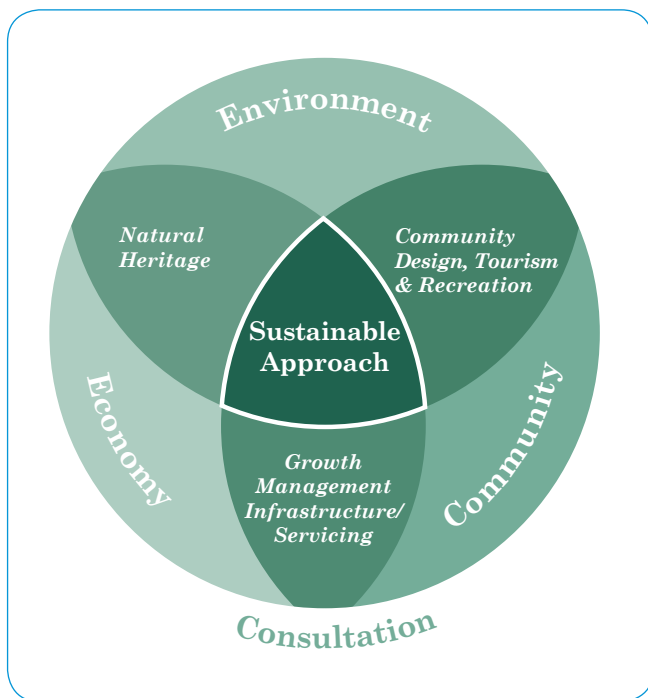 Environment
Natural
Heritage
Community
Design, Tourism
& Recreation
Sustainable
Approach
Economy
Community
Growth
Management
Infrastructure/
Servicing
Consultation